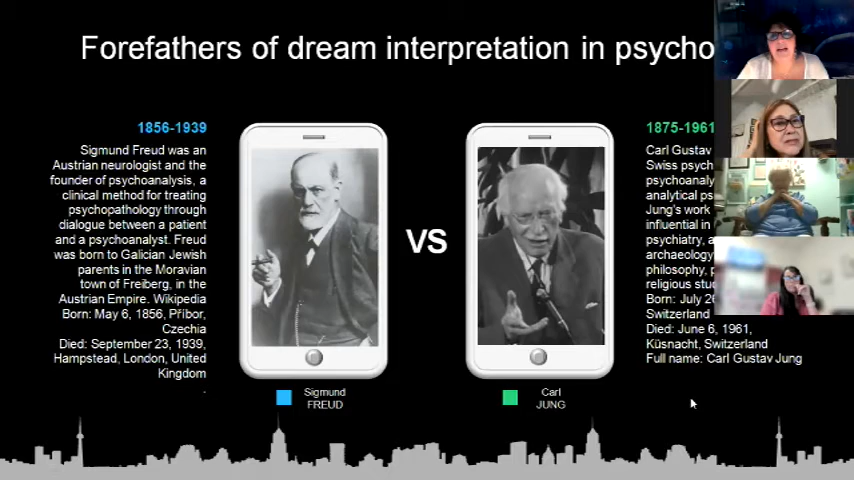 Forefathers of dream interpretation in psycho
1856-1939
Sigmund Freud was an
Austrian neurologist and the
founder of psychoanalysis, a
clinical method for treating
psychopathology through
dialogue between a patient
and a psychoanalyst. Freud
was born to Galician Jewish
parents in the Moravian
town of Freiberg, in the
Austrian Empire. Wikipedia
Born: May 6, 1856, Příbor,
Czechia
Died: September 23, 1939,
Hampstead, London, United
Kingdom
.
Sigmund
FREUD
VS
Carl
JUNG
1875-1961
Carl Gustav
Swiss psych
psychoanaly
analytical ps
Jung's work
influential in
psychiatry, a
archaeology
philosophy, p
religious stu
Born: July 26
Switzerland
Died: June 6, 1961,
Küsnacht, Switzerland
Full name: Carl Gustav Jung